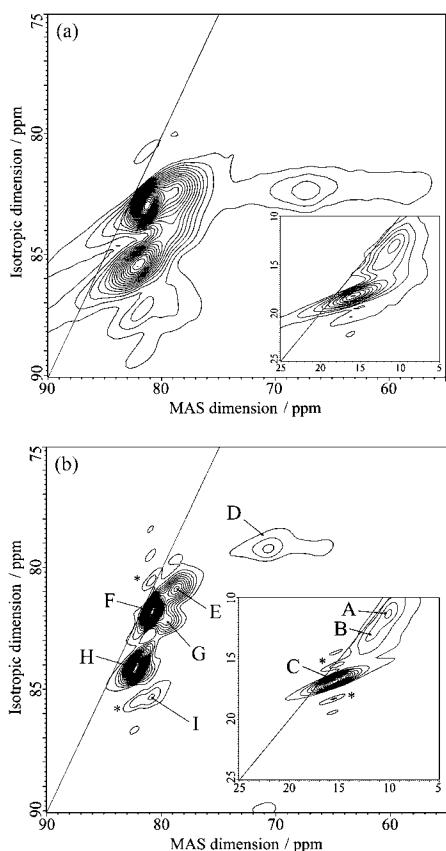 (a)
75
80
85
90
Isotropic dimension / ppm
90 80 70 60
MAS dimension / ppm
10
15
20
25
25 20 15 10 5
(b)
75
80
85
90
Isotropic dimension / ppm
D
* F E
H G
* I
90 80 70 60
MAS dimension / ppm
10
15
20
25
A
B
*
C
*
25 20 15 10 5